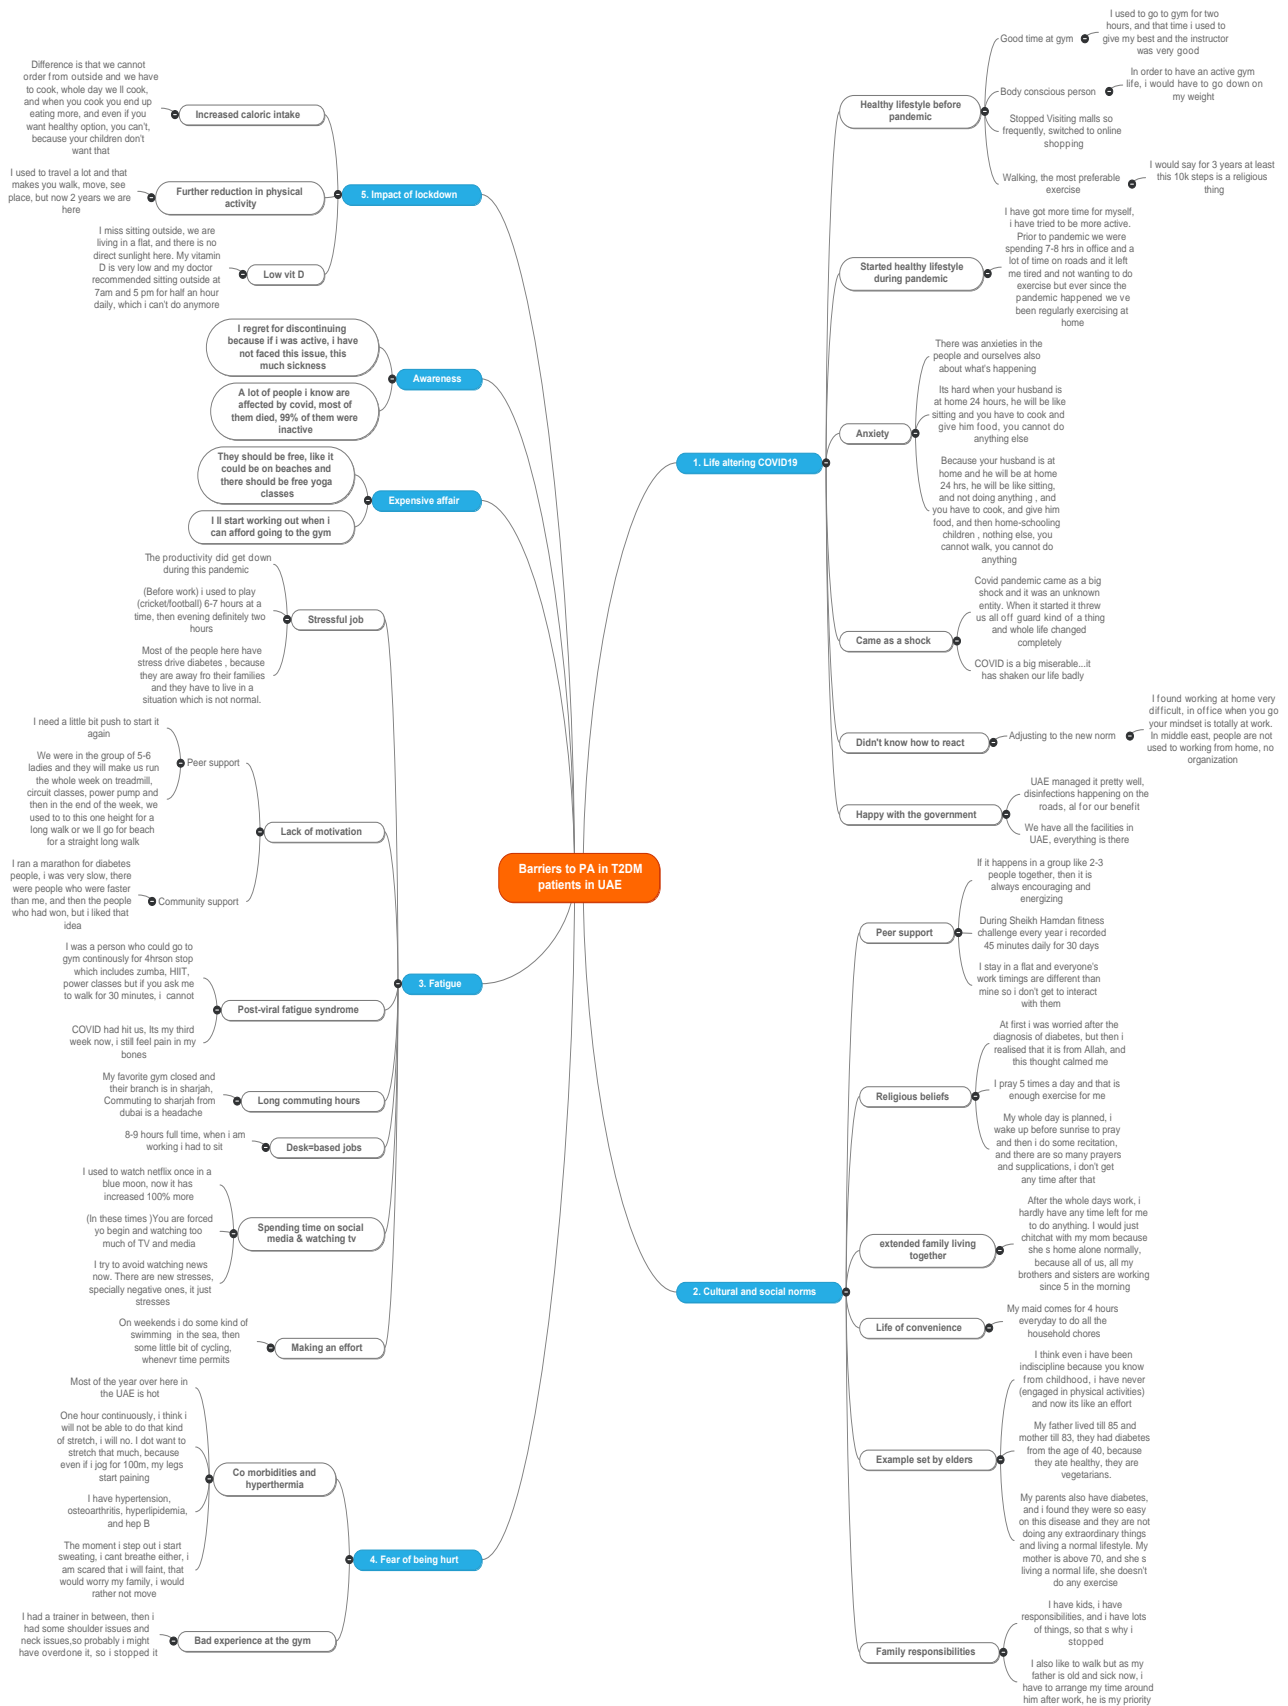 Barriers to PA in T2DM
patients in UAE
1. Life altering COVID19
Healthy lifestyle before
pandemic
Good time at gym
I used to go to gym for two
hours, and that time i used to
give my best and the instructor
was very good
Body conscious person
In order to have an active gym
life, i would have to go down on
my weight
Stopped Visiting malls so
frequently, switched to online
shopping
Walking, the most preferable
exercise
I would say for 3 years at least
this 10k steps is a religious
thing
Started healthy lifestyle
during pandemic
I have got more time for myself,
i have tried to be more active.
Prior to pandemic we were
spending 7-8 hrs in office and a
lot of time on roads and it left
me tired and not wanting to do
exercise but ever since the
pandemic happened we ve
been regularly exercising at
home
Anxiety
There was anxieties in the
people and ourselves also
about what's happening
Its hard when your husband is
at home 24 hours, he will be like
sitting and you have to cook and
give him food, you cannot do
anything else
Because your husband is at
home and he will be at home
24 hrs, he will be like sitting,
and not doing anything , and
you have to cook, and give him
food, and then home-schooling
children , nothing else, you
cannot walk, you cannot do
anything
Came as a shock
Covid pandemic came as a big
shock and it was an unknown
entity. When it started it threw
us all off guard kind of a thing
and whole life changed
completely
COVID is a big miserable...it
has shaken our life badly
Didn't know how to react
Adjusting to the new norm
I found working at home very
difficult, in office when you go
your mindset is totally at work.
In middle east, people are not
used to working from home, no
organization
Happy with the government
UAE managed it pretty well,
disinfections happening on the
roads, al for our benefit
We have all the facilities in
UAE, everything is there
2. Cultural and social norms
Peer support
If it happens in a group like 2-3
people together, then it is
always encouraging and
energizing
During Sheikh Hamdan fitness
challenge every year i recorded
45 minutes daily for 30 days
I stay in a flat and everyone's
work timings are different than
mine so i don't get to interact
with them
Religious beliefs
At first i was worried after the
diagnosis of diabetes, but then i
realised that it is from Allah, and
this thought calmed me
I pray 5 times a day and that is
enough exercise for me
My whole day is planned, i
wake up before sunrise to pray
and then i do some recitation,
and there are so many prayers
and supplications, i don't get
any time after that
extended family living
together
After the whole days work, i
hardly have any time left for me
to do anything. I would just
chitchat with my mom because
she s home alone normally,
because all of us, all my
brothers and sisters are working
since 5 in the morning
Life of convenience
My maid comes for 4 hours
everyday to do all the
household chores
Example set by elders
I think even i have been
indiscipline because you know
from childhood, i have never
(engaged in physical activities)
and now its like an effort
My father lived till 85 and
mother till 83, they had diabetes
from the age of 40, because
they ate healthy, they are
vegetarians.
My parents also have diabetes,
and i found they were so easy
on this disease and they are not
doing any extraordinary things
and living a normal lifestyle. My
mother is above 70, and she s
living a normal life, she doesn't
do any exercise
Family responsibilities
I have kids, i have
responsibilities, and i have lots
of things, so that s why i
stopped
I also like to walk but as my
father is old and sick now, i
have to arrange my time around
him after work, he is my priority
5. Impact of lockdown
Increased caloric intake
Difference is that we cannot
order from outside and we have
to cook, whole day we ll cook,
and when you cook you end up
eating more, and even if you
want healthy option, you can't,
because your children don't
want that
Further reduction in physical
activity
I used to travel a lot and that
makes you walk, move, see
place, but now 2 years we are
here
Low vit D
I miss sitting outside, we are
living in a flat, and there is no
direct sunlight here. My vitamin
D is very low and my doctor
recommended sitting outside at
7am and 5 pm for half an hour
daily, which i can't do anymore
Awareness
I regret for discontinuing
because if i was active, i have
not faced this issue, this
much sickness
A lot of people i know are
affected by covid, most of
them died, 99% of them were
inactive
Expensive affair
They should be free, like it
could be on beaches and
there should be free yoga
classes
I ll start working out when i
can afford going to the gym
3. Fatigue
Stressful job
The productivity did get down
during this pandemic
(Before work) i used to play
(cricket/football) 6-7 hours at a
time, then evening definitely two
hours
Most of the people here have
stress drive diabetes , because
they are away fro their families
and they have to live in a
situation which is not normal.
Lack of motivation
Peer support
I need a little bit push to start it
again
We were in the group of 5-6
ladies and they will make us run
the whole week on treadmill,
circuit classes, power pump and
then in the end of the week, we
used to to this one height for a
long walk or we ll go for beach
for a straight long walk
Community support
I ran a marathon for diabetes
people, i was very slow, there
were people who were faster
than me, and then the people
who had won, but i liked that
idea
Post-viral fatigue syndrome
I was a person who could go to
gym continously for 4hrson stop
which includes zumba, HIIT,
power classes but if you ask me
to walk for 30 minutes, i cannot
COVID had hit us, Its my third
week now, i still feel pain in my
bones
Long commuting hours
My favorite gym closed and
their branch is in sharjah,
Commuting to sharjah from
dubai is a headache
Desk=based jobs
8-9 hours full time, when i am
working i had to sit
Spending time on social
media & watching tv
I used to watch netflix once in a
blue moon, now it has
increased 100% more
(In these times )You are forced
yo begin and watching too
much of TV and media
I try to avoid watching news
now. There are new stresses,
specially negative ones, it just
stresses
Making an effort
On weekends i do some kind of
swimming in the sea, then
some little bit of cycling,
whenevr time permits
4. Fear of being hurt
Co morbidities and
hyperthermia
Most of the year over here in
the UAE is hot
One hour continuously, i think i
will not be able to do that kind
of stretch, i will no. I dot want to
stretch that much, because
even if i jog for 100m, my legs
start paining
I have hypertension,
osteoarthritis, hyperlipidemia,
and hep B
The moment i step out i start
sweating, i cant breathe either, i
am scared that i will faint, that
would worry my family, i would
rather not move
Bad experience at the gym
I had a trainer in between, then i
had some shoulder issues and
neck issues,so probably i might
have overdone it, so i stopped it